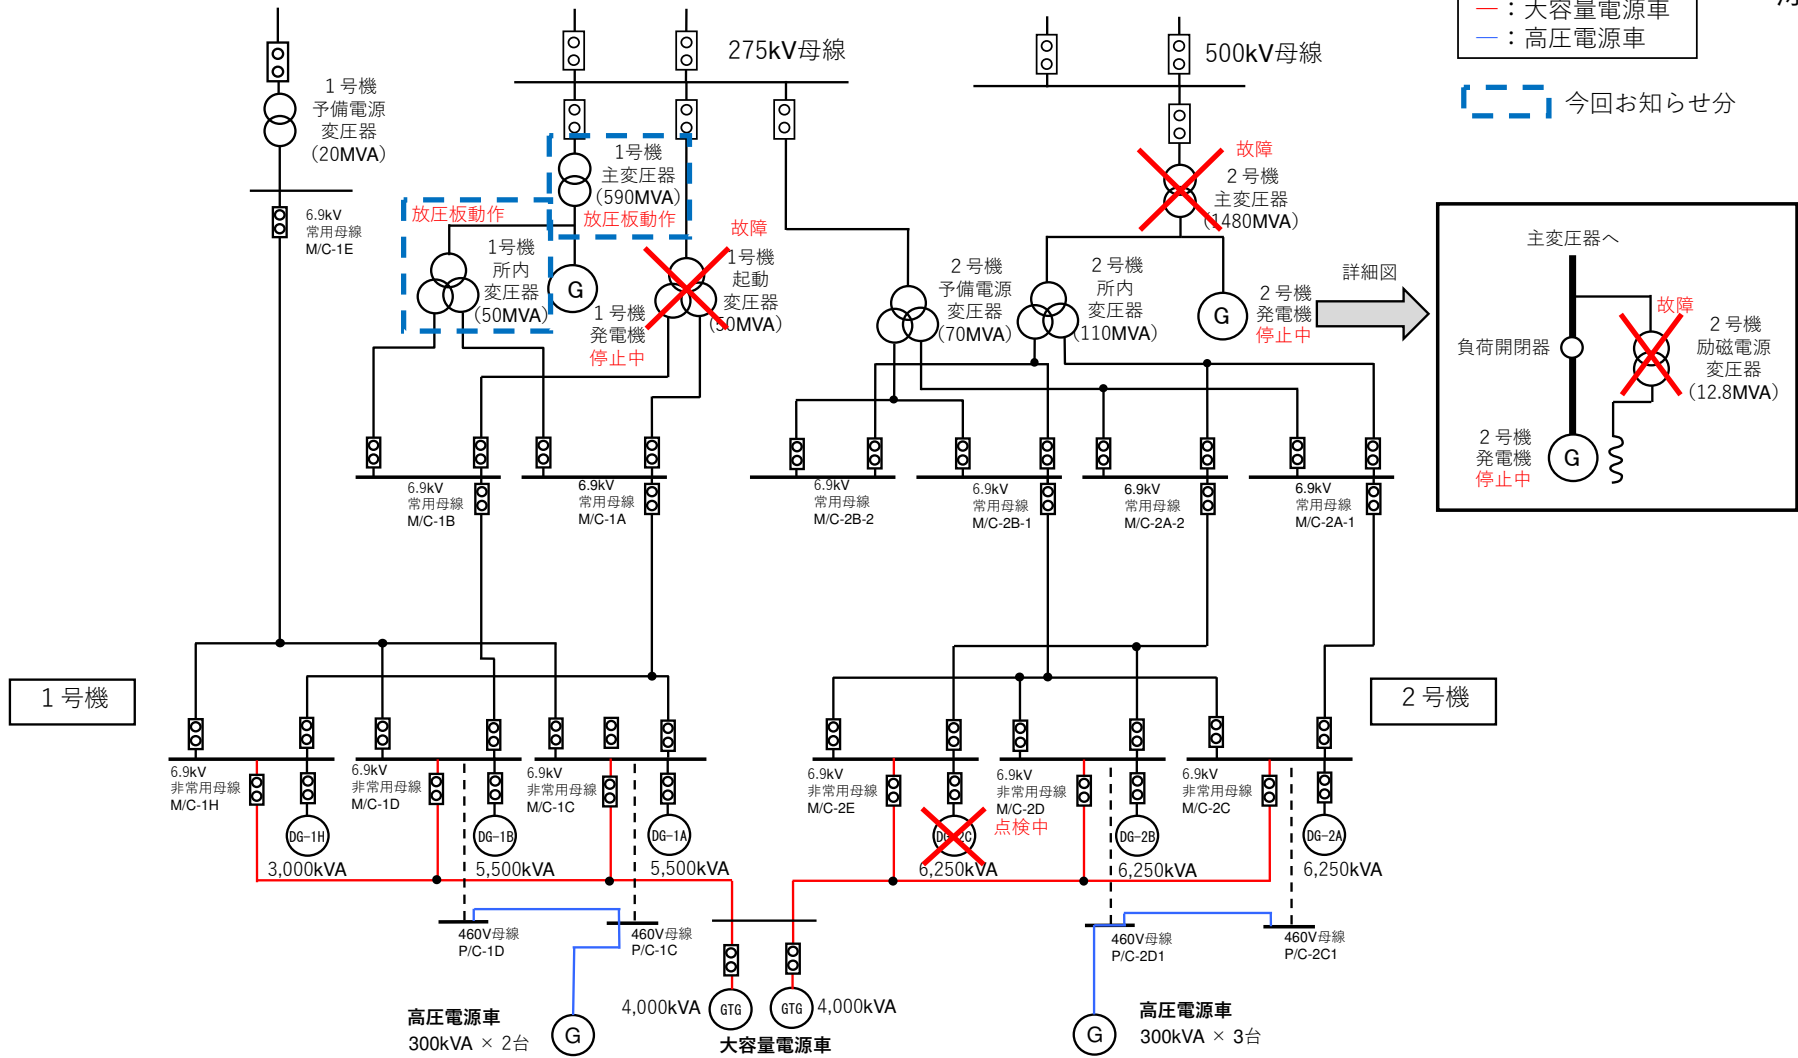 ―：大容量電源車
―：高圧電源車
今回お知らせ分
275kV母線
500kV母線
１号機
予備電源
変圧器
（20MVA）
6.9kV
常用母線
M/C-1E
1号機
主変圧器
（590MVA）
放圧板動作
放圧板動作
1号機
所内
変圧器
（50MVA）
G
１号機
発電機
停止中
故障
1号機
起動
変圧器
（50MVA）
故障
２号機
主変圧器
（1480MVA）
２号機
予備電源
変圧器
（70MVA）
２号機
所内
変圧器
（110MVA）
G
２号機
発電機
停止中
詳細図
主変圧器へ
故障
負荷開閉器
２号機
励磁電源
変圧器
（12.8MVA）
２号機
発電機
停止中
G
6.9kV
常用母線
M/C-1B
6.9kV
常用母線
M/C-1A
6.9kV
常用母線
M/C-2B-2
6.9kV
常用母線
M/C-2B-1
6.9kV
常用母線
M/C-2A-2
6.9kV
常用母線
M/C-2A-1
１号機
２号機
6.9kV
非常用母線
M/C-1H
6.9kV
非常用母線
M/C-1D
6.9kV
非常用母線
M/C-1C
6.9kV
非常用母線
M/C-2E
6.9kV
非常用母線
M/C-2D
点検中
6.9kV
非常用母線
M/C-2C
DG-1H
3,000kVA
DG-1B
5,500kVA
DG-1A
5,500kVA
DG-2C
6,250kVA
DG-2B
6,250kVA
DG-2A
6,250kVA
460V母線
P/C-1D
460V母線
P/C-1C
460V母線
P/C-2D1
460V母線
P/C-2C1
高圧電源車
300kVA × 2台
G
4,000kVA
GTG
GTG
4,000kVA
大容量電源車
G
高圧電源車
300kVA × 3台